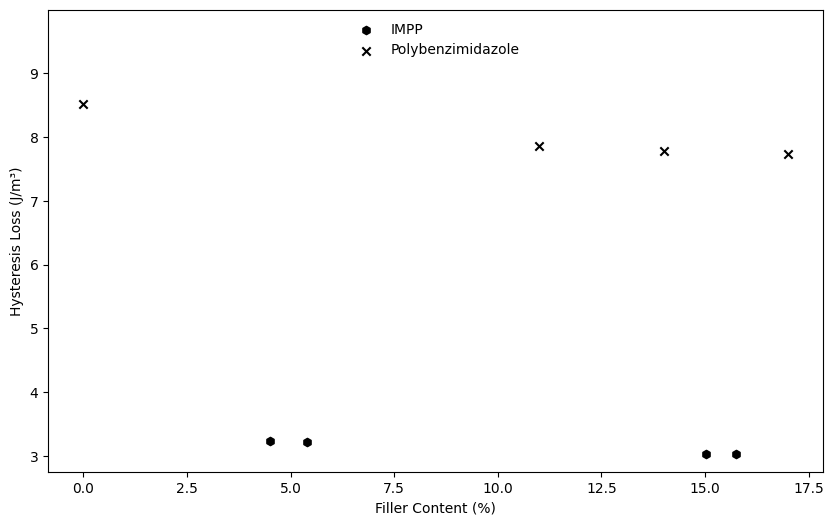 IMPP
Polybenzimidazole
9
8
7
6
5
4
3
Hysteresis Loss (J/m³)
0.0 2.5 5.0 7.5 10.0 12.5 15.0 17.5
Filler Content (%)